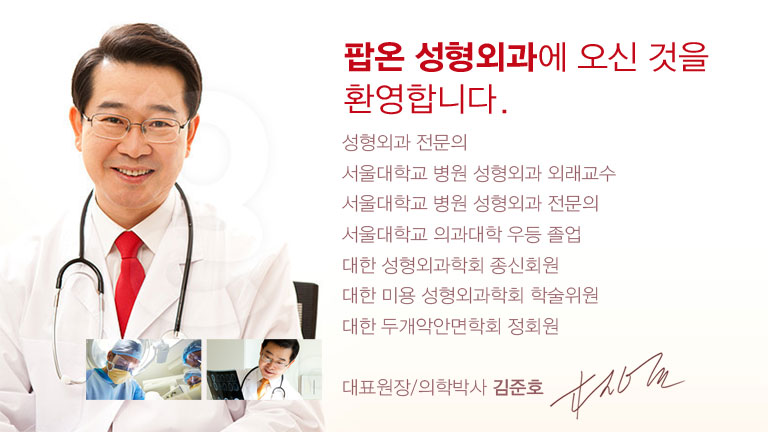 팝온 성형외과에 오신 것을
환영합니다.
성형외과 전문의
서울대학교 병원 성형외과 외래교수
서울대학교 병원 성형외과 전문의
서울대학교 의과대학 우등 졸업
대한 성형외과학회 종신회원
대한 미용 성형외과학회 학술위원
대한 두개악안면학회 정회원
대표원장/의학박사 김준호